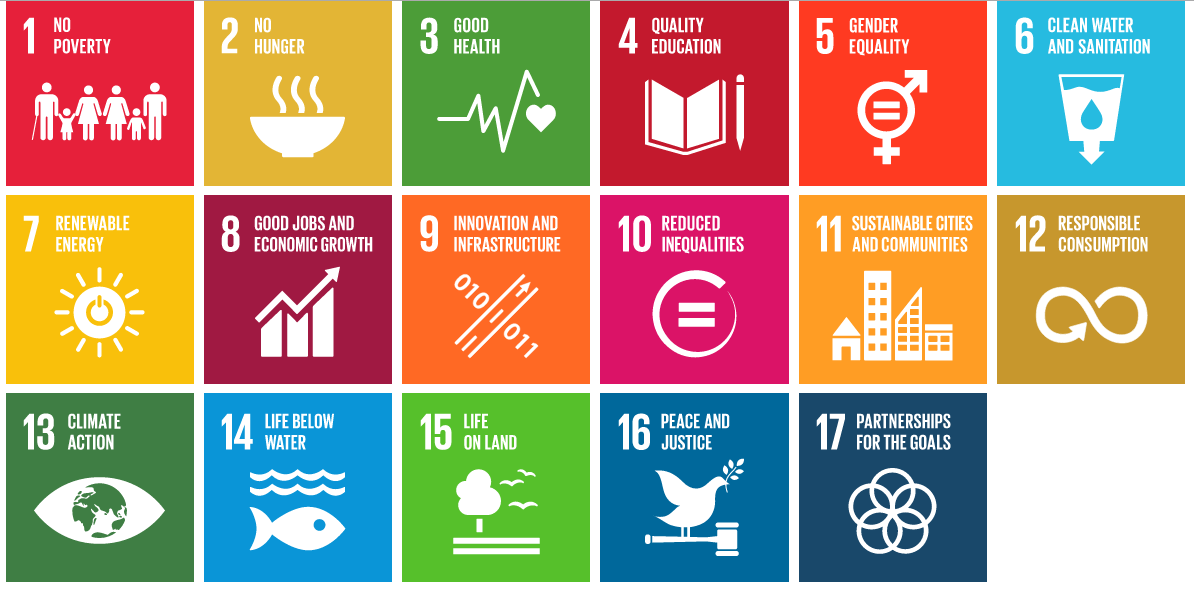 1 NO
POVERTY
2 NO
HUNGER
3 GOOD
HEALTH
4 QUALITY
EDUCATION
5 GENDER
EQUALITY
6 CLEAN WATER
AND SANITATION
7 RENEWABLE
ENERGY
8 GOOD JOBS AND
ECONOMIC GROWTH
9 INNOVATION AND
INFRASTRUCTURE
010
011
10 REDUCED
INEQUALITIES
11 SUSTAINABLE CITIES
AND COMMUNITIES
12 RESPONSIBLE
CONSUMPTION
13 CLIMATE
ACTION
14 LIFE BELOW
WATER
15 LIFE
ON LAND
16 PEACE AND
JUSTICE
17 PARTNERSHIPS
FOR THE GOALS